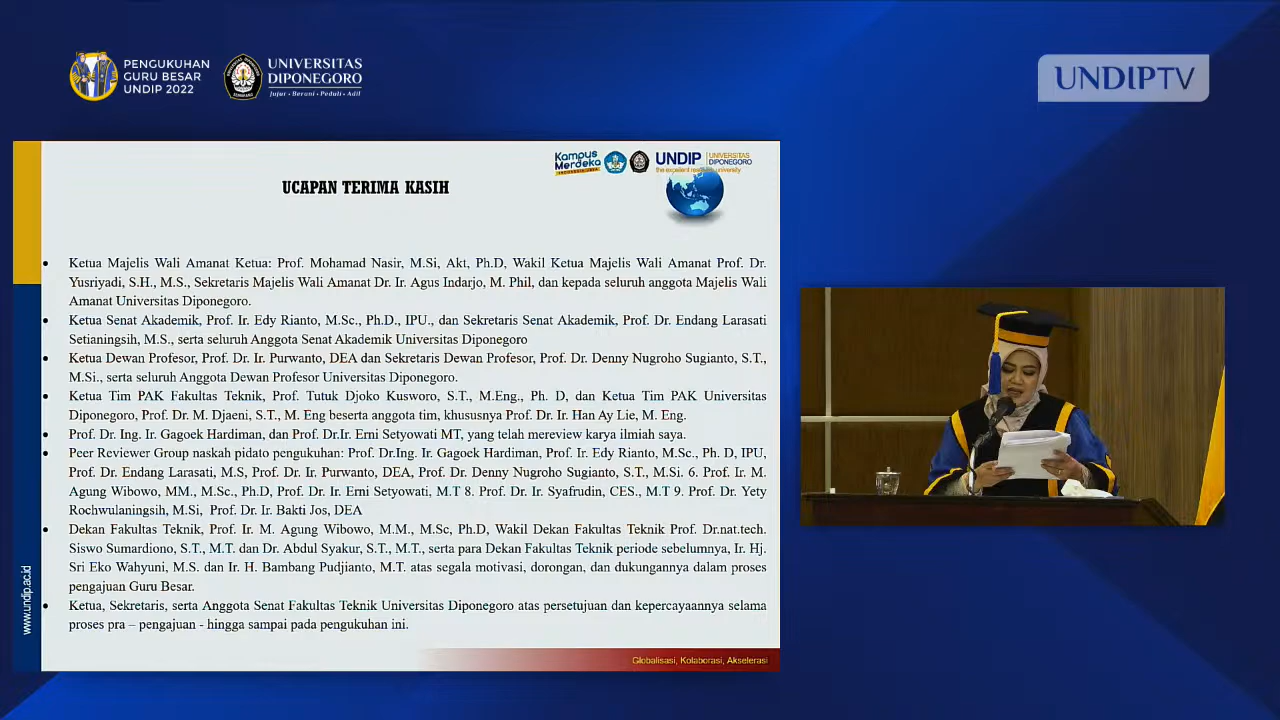 PENGUKUHAN
GURU BESAR
UNDIP 2022
UNIVERSITAS
DIPONEGORO
Jujur • Berani • Peduli • Adil
UNDIPTV
Kampus
Merdeka
INDONESIA JAYA
UNDIP
UNIVERSITAS
DIPONEGORO
the excellent research university
UCAPAN TERIMA KASIH
• Ketua Majelis Wali Amanat Ketua: Prof. Mohamad Nasir, M.Si, Akt, Ph.D, Wakil Ketua Majelis Wali Amanat Prof. Dr.
Yusriyadi, S.H., M.S., Sekretaris Majelis Wali Amanat Dr. Ir. Agus Indarjo, M. Phil, dan kepada seluruh anggota Majelis Wali
Amanat Universitas Diponegoro.
• Ketua Senat Akademik, Prof. Ir. Edy Rianto, M.Sc., Ph.D., IPU., dan Sekretaris Senat Akademik, Prof. Dr. Endang Larasati
Setianingsih, M.S., serta seluruh Anggota Senat Akademik Universitas Diponegoro
• Ketua Dewan Profesor, Prof. Dr. Ir. Purwanto, DEA dan Sekretaris Dewan Profesor, Prof. Dr. Denny Nugroho Sugianto, S.T.,
M.Si., serta seluruh Anggota Dewan Profesor Universitas Diponegoro.
• Ketua Tim PAK Fakultas Teknik, Prof. Tutuk Djoko Kusworo, S.T., M.Eng., Ph. D, dan Ketua Tim PAK Universitas
Diponegoro, Prof. Dr. M. Djaeni, S.T., M. Eng beserta anggota tim, khususnya Prof. Dr. Ir. Han Ay Lie, M. Eng.
• Prof. Dr. Ing. Ir. Gagoek Hardiman, dan Prof. Dr.Ir. Erni Setyowati MT, yang telah mereview karya ilmiah saya.
• Peer Reviewer Group naskah pidato pengukuhan: Prof. Dr.Ing. Ir. Gagoek Hardiman, Prof. Ir. Edy Rianto, M.Sc., Ph. D, IPU,
Prof. Dr. Endang Larasati, M.S, Prof. Dr. Ir. Purwanto, DEA, Prof. Dr. Denny Nugroho Sugianto, S.T., M.Si. 6. Prof. Ir. M.
Agung Wibowo, MM., M.Sc., Ph.D, Prof. Dr. Ir. Erni Setyowati, M.T 8. Prof. Dr. Ir. Syafrudin, CES., M.T 9. Prof. Dr. Yety
Rochwulaningsih, M.Si, Prof. Dr. Ir. Bakti Jos, DEA
• Dekan Fakultas Teknik, Prof. Ir. M. Agung Wibowo, M.M., M.Sc, Ph.D, Wakil Dekan Fakultas Teknik Prof. Dr.nat.tech.
Siswo Sumardiono, S.T., M.T. dan Dr. Abdul Syakur, S.T., M.T., serta para Dekan Fakultas Teknik periode sebelumnya, Ir. Hj.
Sri Eko Wahyuni, M.S. dan Ir. H. Bambang Pudjianto, M.T. atas segala motivasi, dorongan, dan dukungannya dalam proses
pengajuan Guru Besar.
• Ketua, Sekretaris, serta Anggota Senat Fakultas Teknik Universitas Diponegoro atas persetujuan dan kepercayaannya selama
proses pra – pengajuan - hingga sampai pada pengukuhan ini.
www.undip.ac.id
Globalisasi, Kolaborasi, Akselerasi